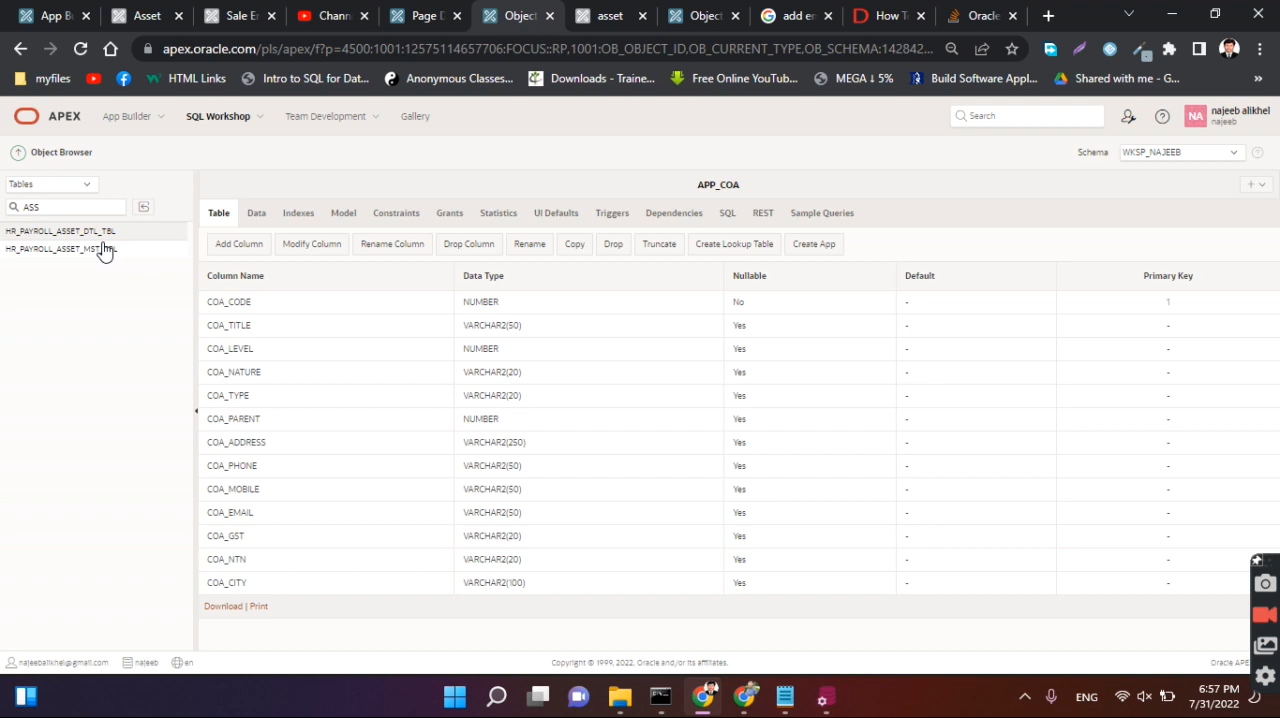 App Bu
Asset
Sale En
Chann
Page D
Object
asset
Object
add en
How To
Oracle
apex.oracle.com/pls/apex/f?p=4500:1001:12575114657706:FOCUS::RP,1001:OB_OBJECT_ID,OB_CURRENT_TYPE,OB_SCHEMA:142842...
myfiles
HTML Links
Intro to SQL for Dat...
Anonymous Classes...
Downloads - Traine...
Free Online YouTub...
MEGA ↓ 5%
Build Software Appl...
Shared with me - G...
»
APEX
App Builder
SQL Workshop
Team Development
Gallery
Search
NA
najeeb alikhel
najeeb
Object Browser
Schema
WKSP_NAJEEB
Tables
ASS
HR_PAYROLL_ASSET_DTL_TBL
HR_PAYROLL_ASSET_MST_TBL
APP_COA
Table Data Indexes Model Constraints Grants Statistics UI Defaults Triggers Dependencies SQL REST Sample Queries
Add Column Modify Column Rename Column Drop Column Rename Copy Drop Truncate Create Lookup Table Create App
Column Name Data Type Nullable Default Primary Key
COA_CODE NUMBER No - 1
COA_TITLE VARCHAR2(50) Yes - -
COA_LEVEL NUMBER Yes - -
COA_NATURE VARCHAR2(20) Yes - -
COA_TYPE VARCHAR2(20) Yes - -
COA_PARENT NUMBER Yes - -
COA_ADDRESS VARCHAR2(250) Yes - -
COA_PHONE VARCHAR2(50) Yes - -
COA_MOBILE VARCHAR2(50) Yes - -
COA_EMAIL VARCHAR2(50) Yes - -
COA_GST VARCHAR2(20) Yes - -
COA_NTN VARCHAR2(20) Yes - -
COA_CITY VARCHAR2(100) Yes - -
Download | Print
najeebalikhel@gmail.com najeeb en
Copyright © 1999, 2022, Oracle and/or its affiliates.
Oracle APE
ENG
6:57 PM
7/31/2022